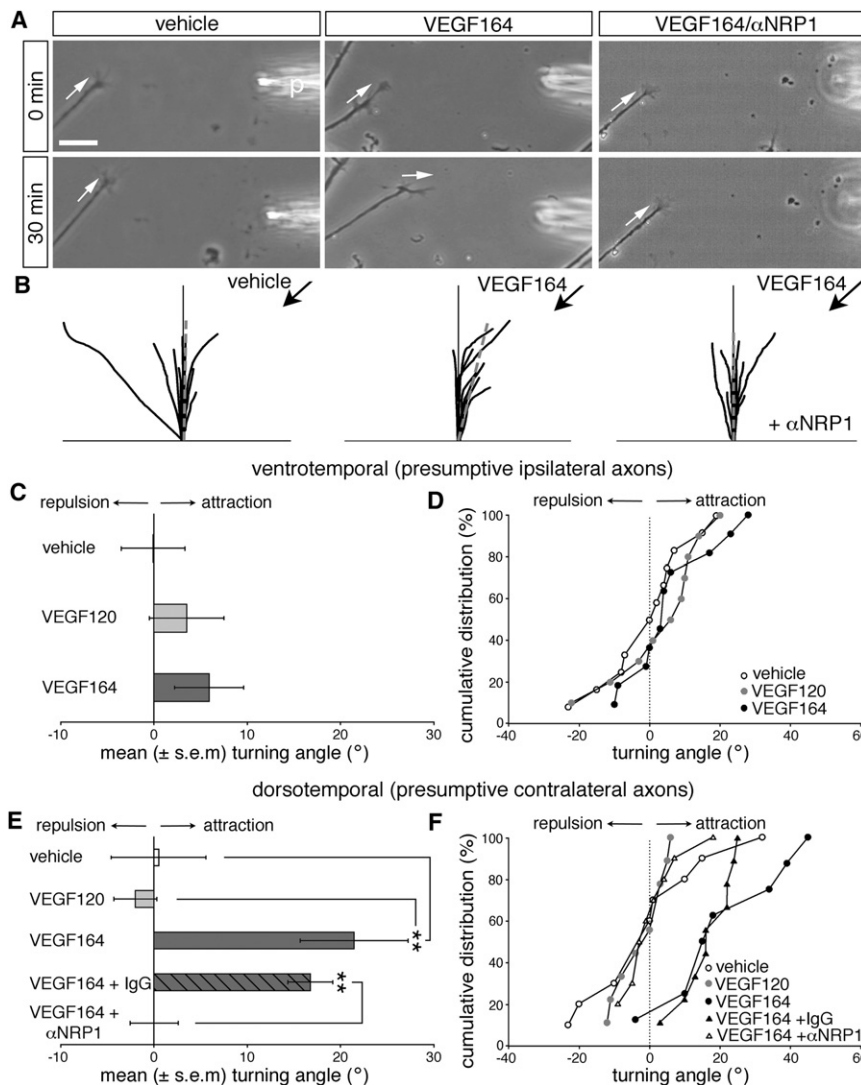 A
vehicle
VEGF164
VEGF164/αNRP1
0 min
p
30 min
B
vehicle
VEGF164
VEGF164
+ αNRP1
ventrotemporal (presumptive ipsilateral axons)
C
repulsion
attraction
vehicle
VEGF120
VEGF164
-10 0 10 20 30
mean (± s.e.m) turning angle (°)
D
repulsion
attraction
cumulative distribution (%)
100
80
60
40
20
0
-40 -20 0 20 40 60
turning angle (°)
vehicle
VEGF120
VEGF164
dorsotemporal (presumptive contralateral axons)
E
repulsion
attraction
vehicle
VEGF120
VEGF164
VEGF164 + IgG
VEGF164 +
αNRP1
**
**
-10 0 10 20 30
mean (± s.e.m) turning angle (°)
F
repulsion
attraction
cumulative distribution (%)
100
80
60
40
20
0
-40 -20 0 20 40 60
turning angle (°)
vehicle
VEGF120
VEGF164
VEGF164 +IgG
VEGF164 +αNRP1